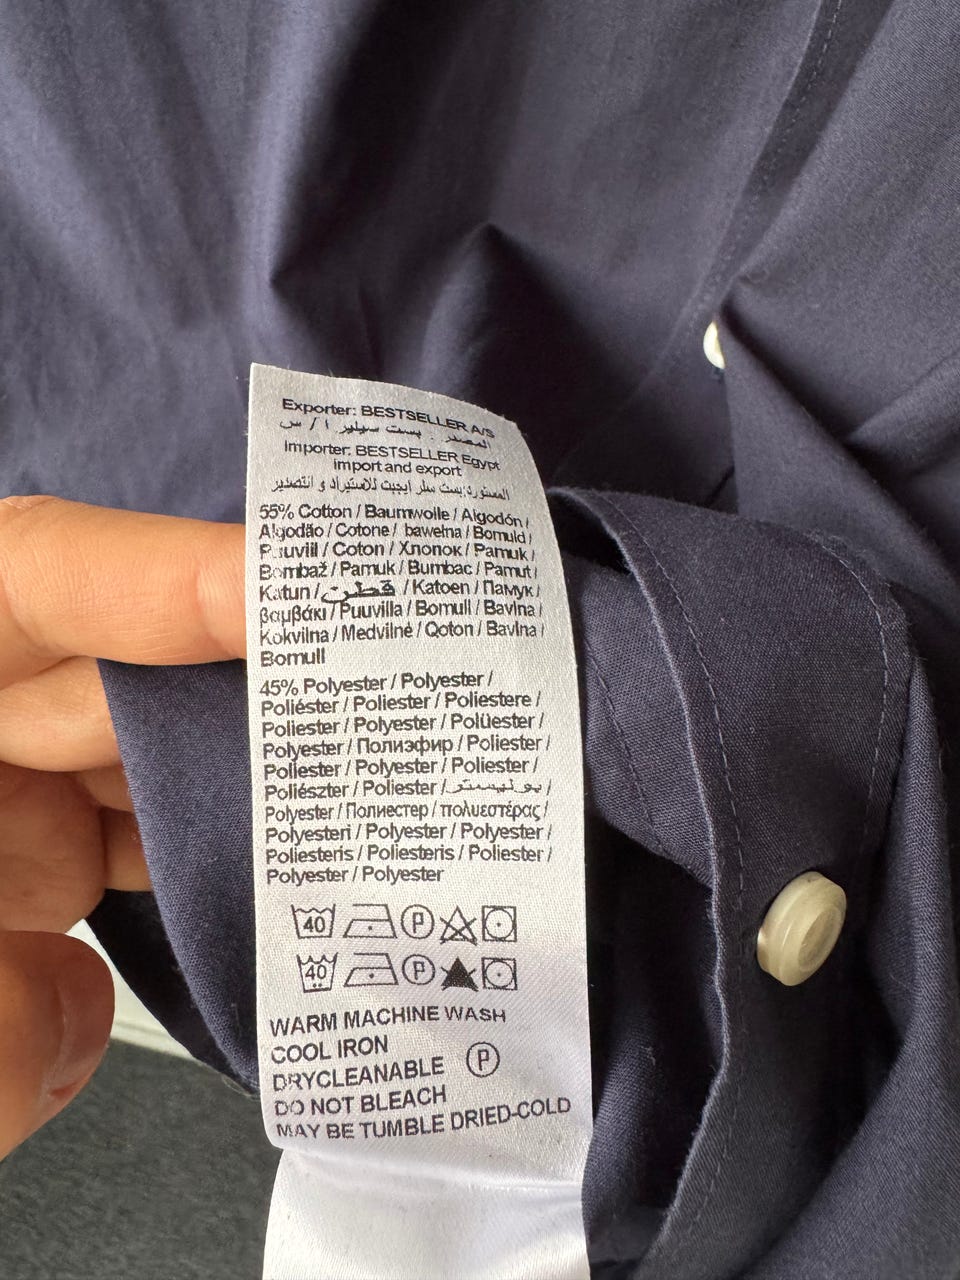 Exporter: BESTSELLER A/S
المصدر . بست سيلير ا / س
Importer: BESTSELLER Egypt
import and export
المستورد:بست سلر ايجبت للاستيراد و التصدير
55% Cotton / Baumwolle / Algodón /
Algodão / Cotone / bawełna / Bomuld /
Puuvill / Coton / Хлопок / Pamuk /
Bombaž / Pamuk / Bumbac / Pamut /
Katun / قطن / Katoen / Памук /
βαμβάκι / Puuvilla / Bomull / Bavlna /
Kokvilna / Medvilnė / Qoton / Bavlna /
Bomull
45% Polyester / Polyester /
Poliéster / Poliester / Poliestere /
Poliester / Polyester / Polüester /
Polyester / Полиэфир / Poliester /
Poliester / Polyester / Poliester /
Poliészter / Poliester / بوليستر /
Polyester / Полиестер / πολυεστέρας /
Polyesteri / Polyester / Polyester /
Poliesteris / Poliesteris / Poliester /
Polyester / Polyester
40 P
40 P
WARM MACHINE WASH
COOL IRON
DRYCLEANABLE P
DO NOT BLEACH
MAY BE TUMBLE DRIED-COLD